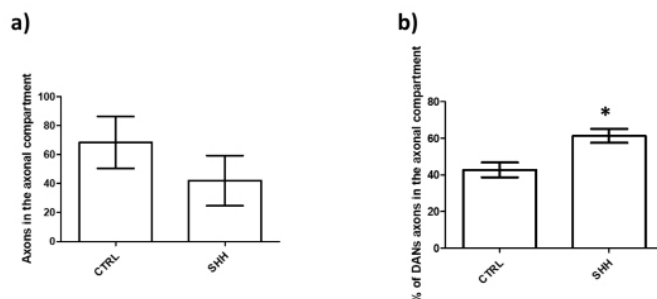 a)
Axons in the axonal compartment
100
80
60
40
20
0
CTRL
SHH
b)
% of DANs axons in the axonal compartment
80
60
40
20
0
*
CTRL
SHH